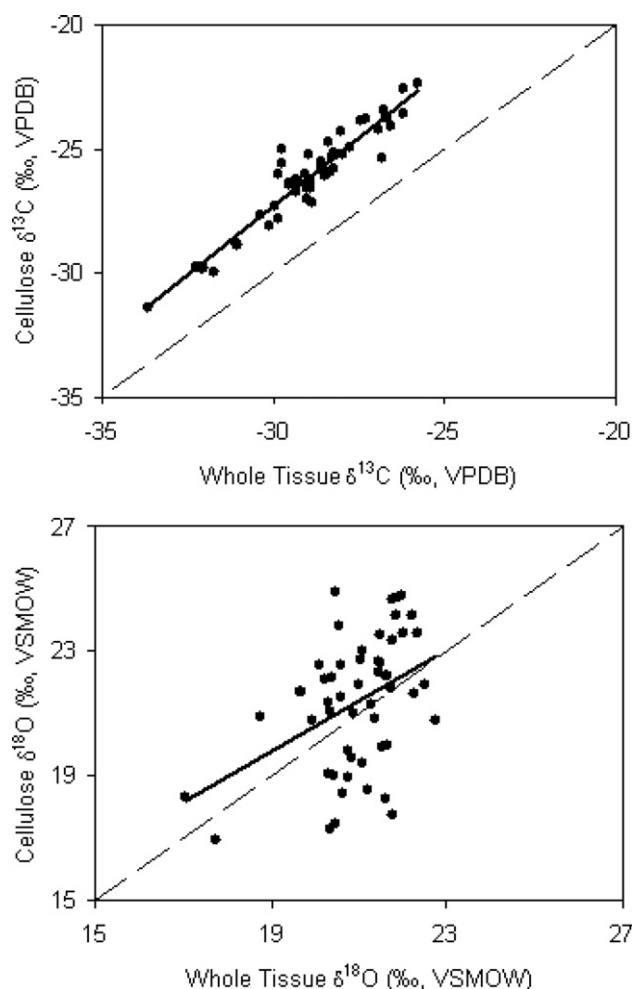 -20
Cellulose δ¹³C (‰, VPDB)
-25
-30
-35
-35 -30 -25 -20
Whole Tissue δ¹³C (‰, VPDB)
27
Cellulose δ¹⁸O (‰, VSMOW)
23
19
15
15 19 23 27
Whole Tissue δ¹⁸O (‰, VSMOW)